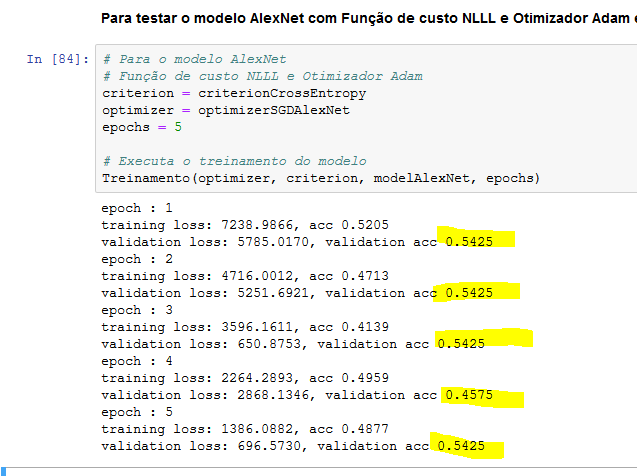 Para testar o modelo AlexNet com Função de custo NLLL e Otimizador Adam
In [84]: # Para o modelo AlexNet
# Função de custo NLLL e Otimizador Adam
criterion = criterionCrossEntropy
optimizer = optimizerSGDAlexNet
epochs = 5
# Executa o treinamento do modelo
Treinamento(optimizer, criterion, modelAlexNet, epochs)
epoch : 1
training loss: 7238.9866, acc 0.5205
validation loss: 5785.0170, validation acc 0.5425
epoch : 2
training loss: 4716.0012, acc 0.4713
validation loss: 5251.6921, validation acc 0.5425
epoch : 3
training loss: 3596.1611, acc 0.4139
validation loss: 650.8753, validation acc 0.5425
epoch : 4
training loss: 2264.2893, acc 0.4959
validation loss: 2868.1346, validation acc 0.4575
epoch : 5
training loss: 1386.0882, acc 0.4877
validation loss: 696.5730, validation acc 0.5425